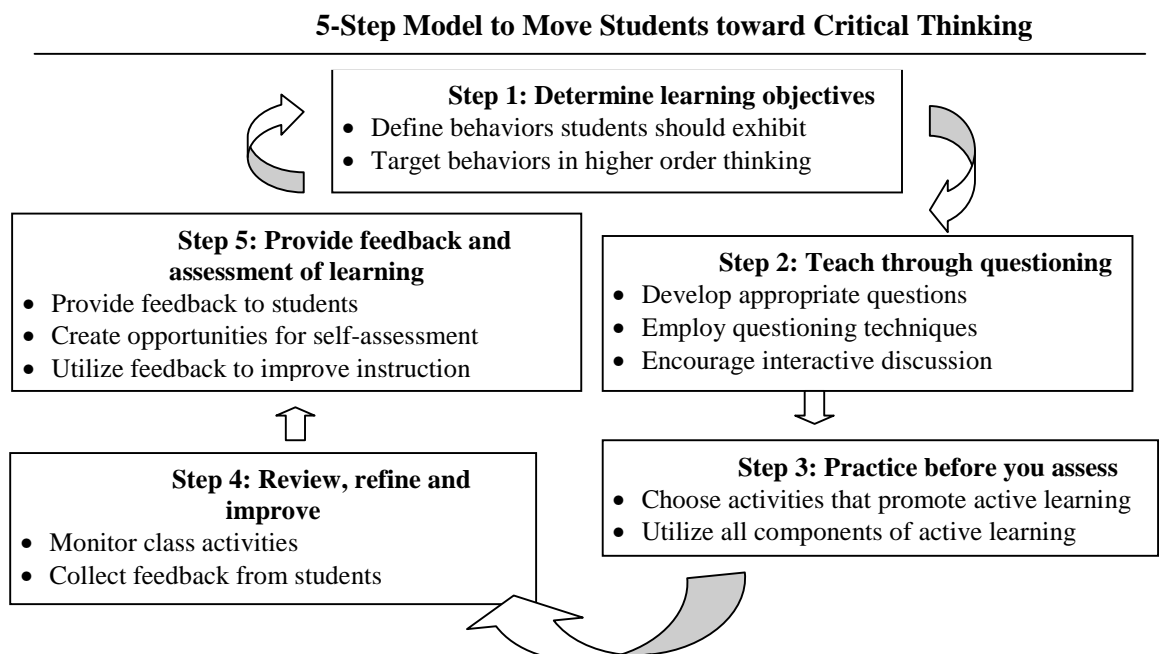 5-Step Model to Move Students toward Critical Thinking
Step 1: Determine learning objectives
• Define behaviors students should exhibit
• Target behaviors in higher order thinking
Step 2: Teach through questioning
• Develop appropriate questions
• Employ questioning techniques
• Encourage interactive discussion
Step 3: Practice before you assess
• Choose activities that promote active learning
• Utilize all components of active learning
Step 4: Review, refine and
improve
• Monitor class activities
• Collect feedback from students
Step 5: Provide feedback and
assessment of learning
• Provide feedback to students
• Create opportunities for self-assessment
• Utilize feedback to improve instruction